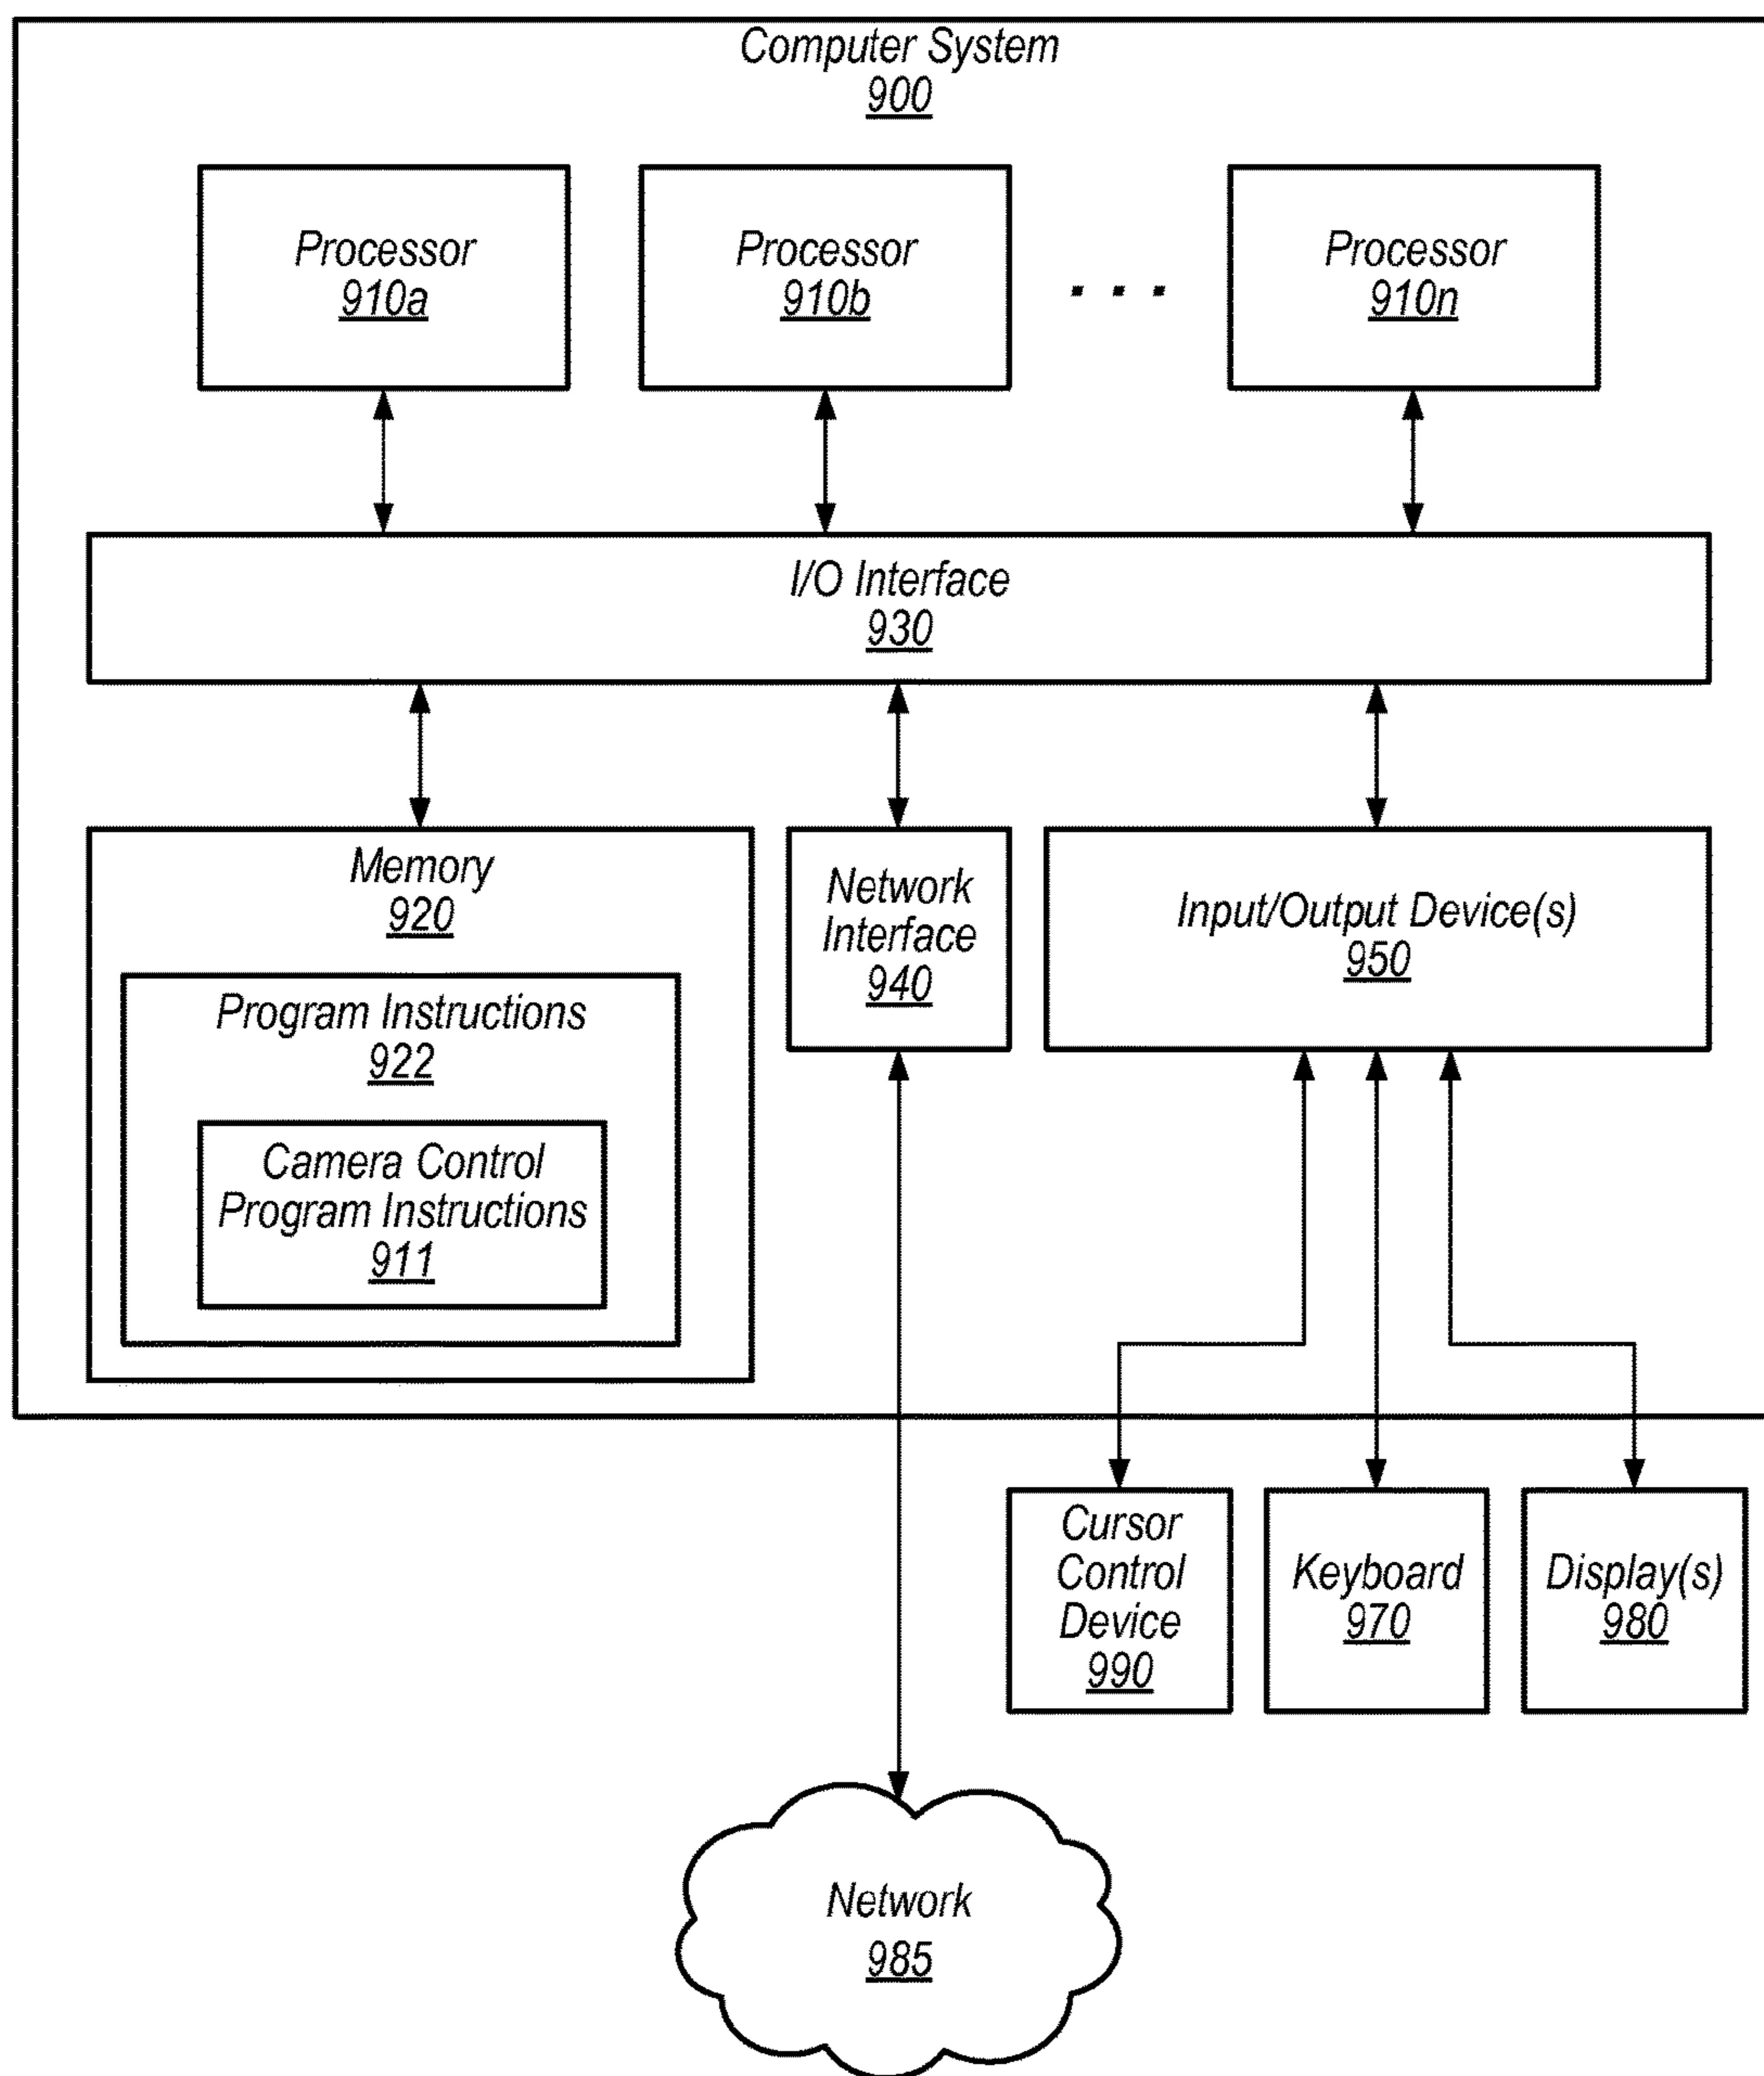 Computer System
900
Processor
910a
Processor
910b
. . .
Processor
910n
I/O Interface
930
Memory
920
Program Instructions
922
Camera Control
Program Instructions
911
Network
Interface
940
Input/Output Device(s)
950
Cursor
Control
Device
990
Keyboard
970
Display(s)
980
Network
985